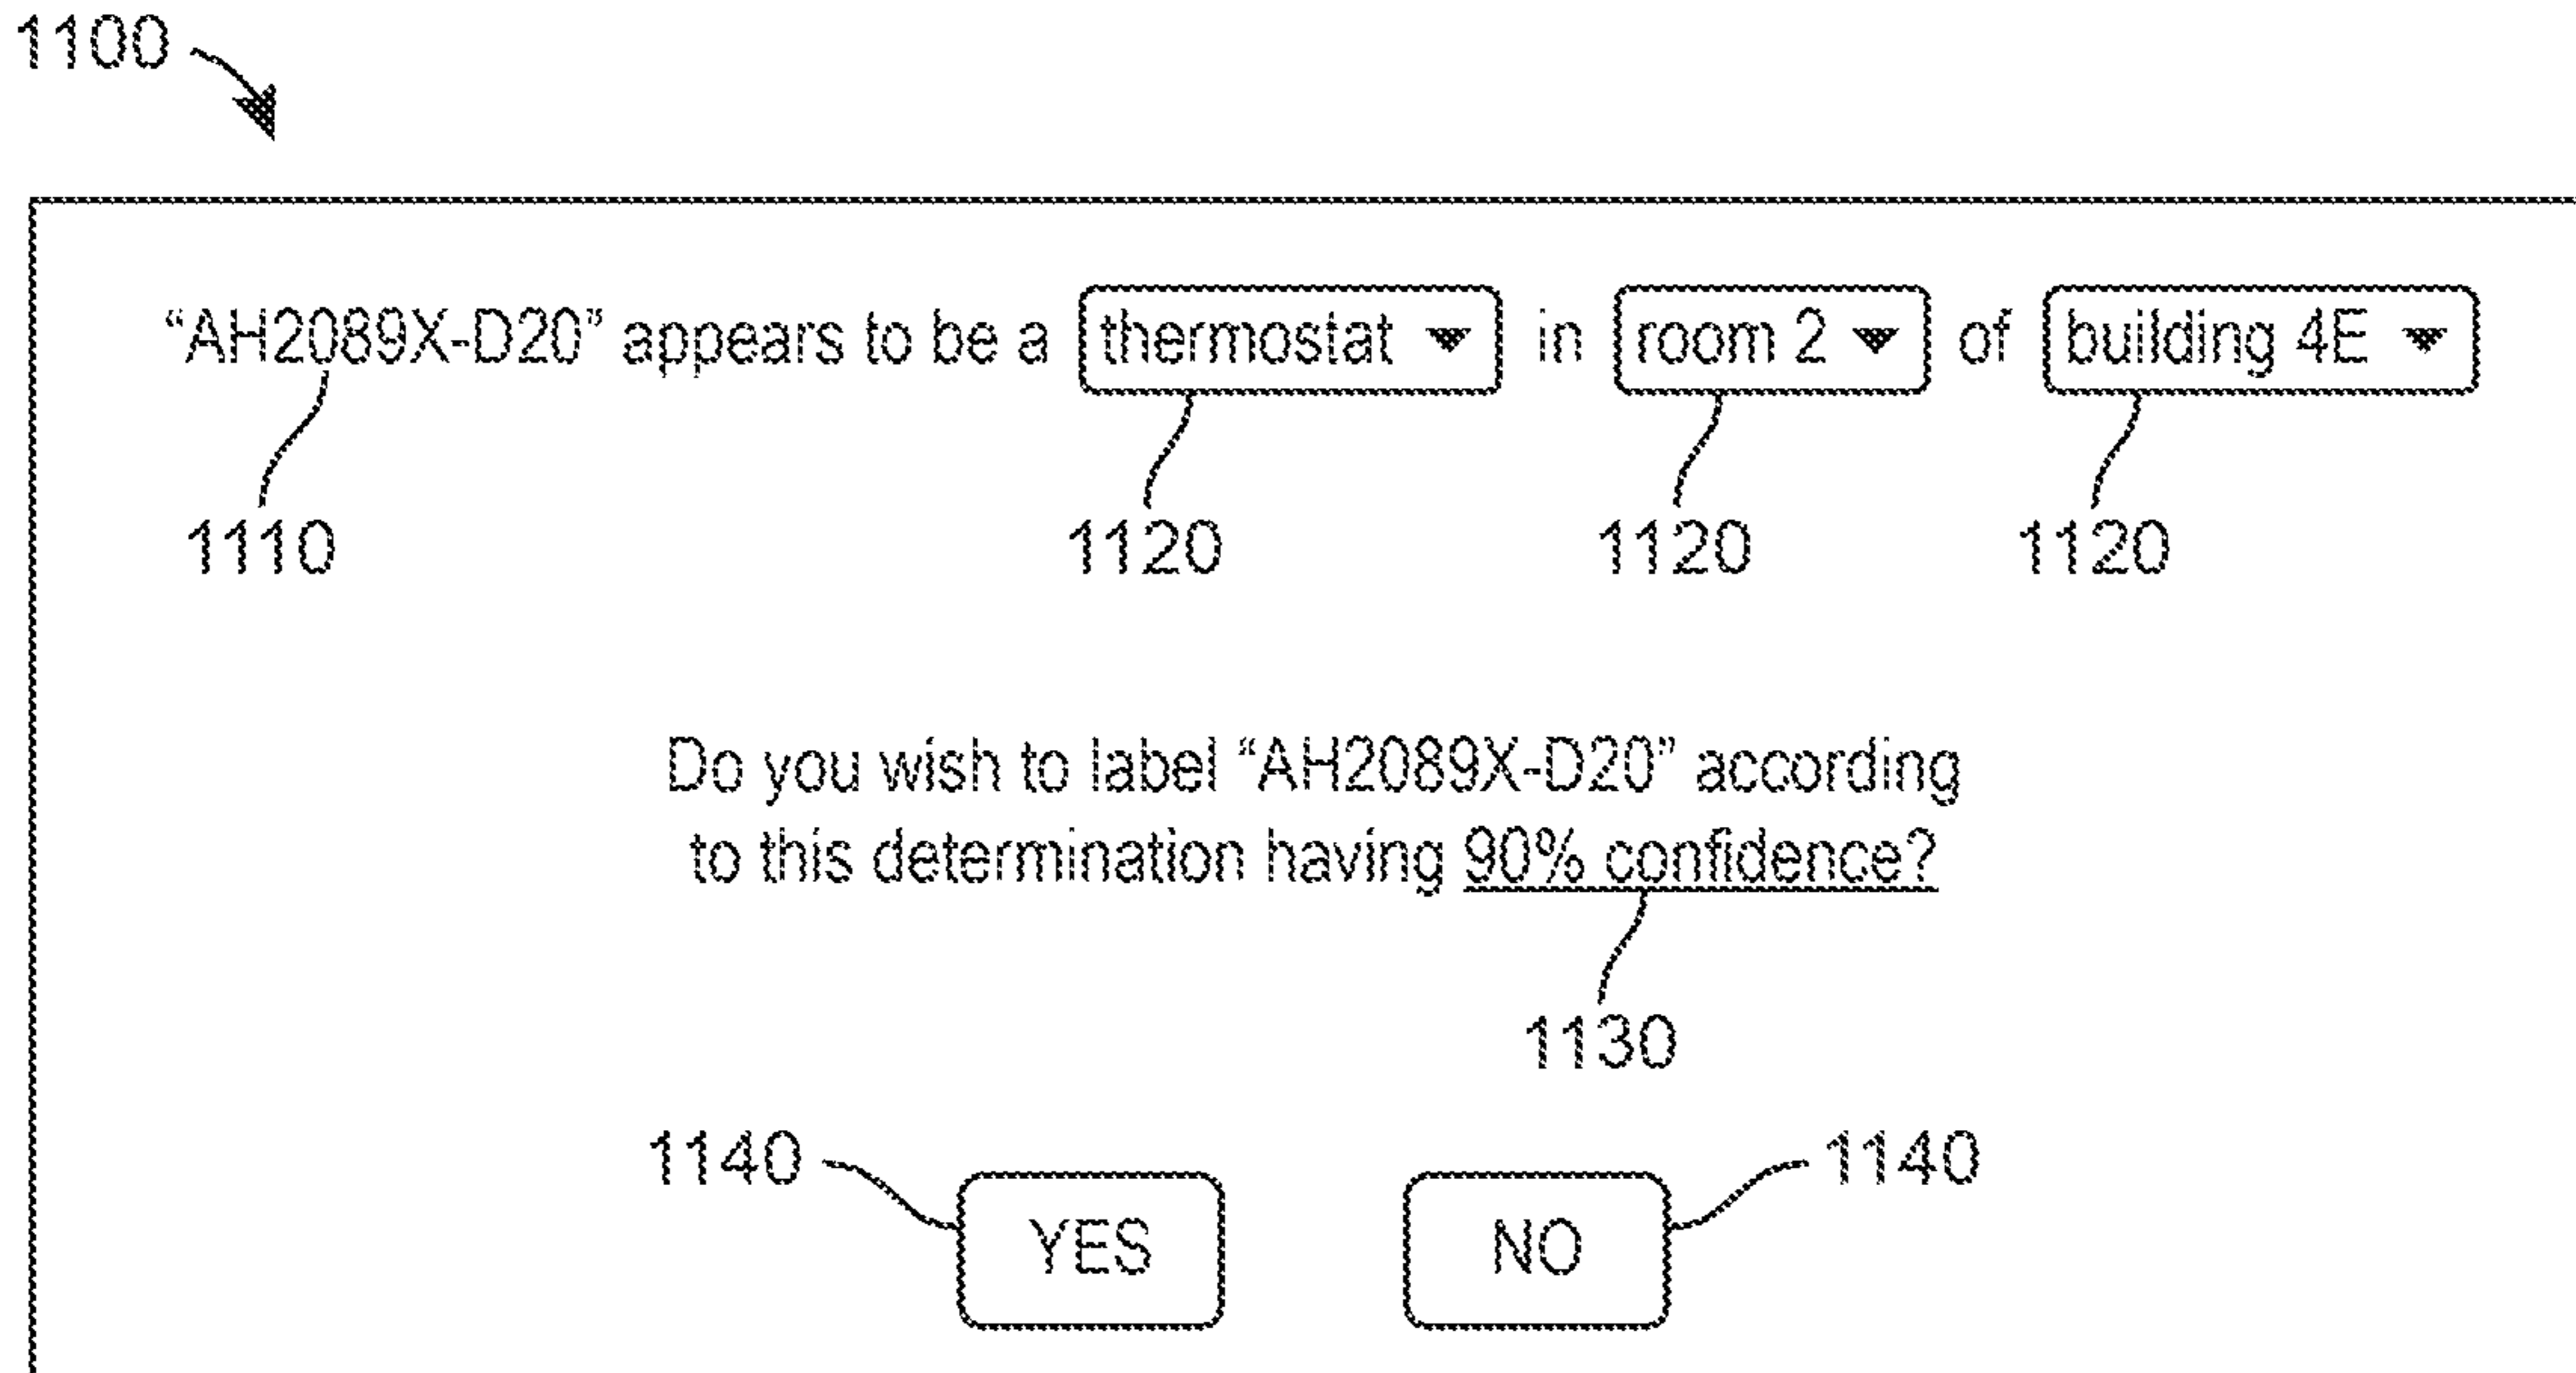 1100
“AH2089X-D20” appears to be a thermostat in room 2 of building 4E
1110 1120 1120 1120
Do you wish to label “AH2089X-D20” according
to this determination having 90% confidence?
1130
1140 1140
YES NO